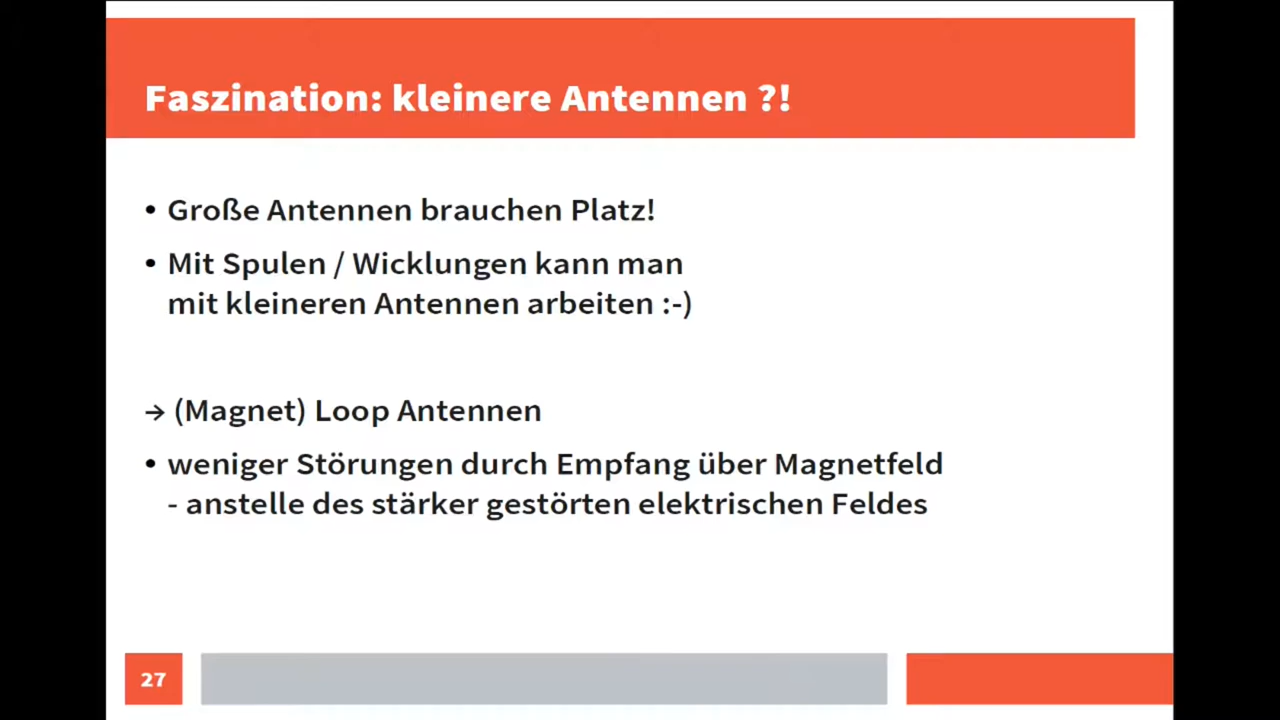 Faszination: kleinere Antennen ?!
• Große Antennen brauchen Platz!
• Mit Spulen / Wicklungen kann man
mit kleineren Antennen arbeiten :-)
→ (Magnet) Loop Antennen
• weniger Störungen durch Empfang über Magnetfeld
- anstelle des stärker gestörten elektrischen Feldes
27